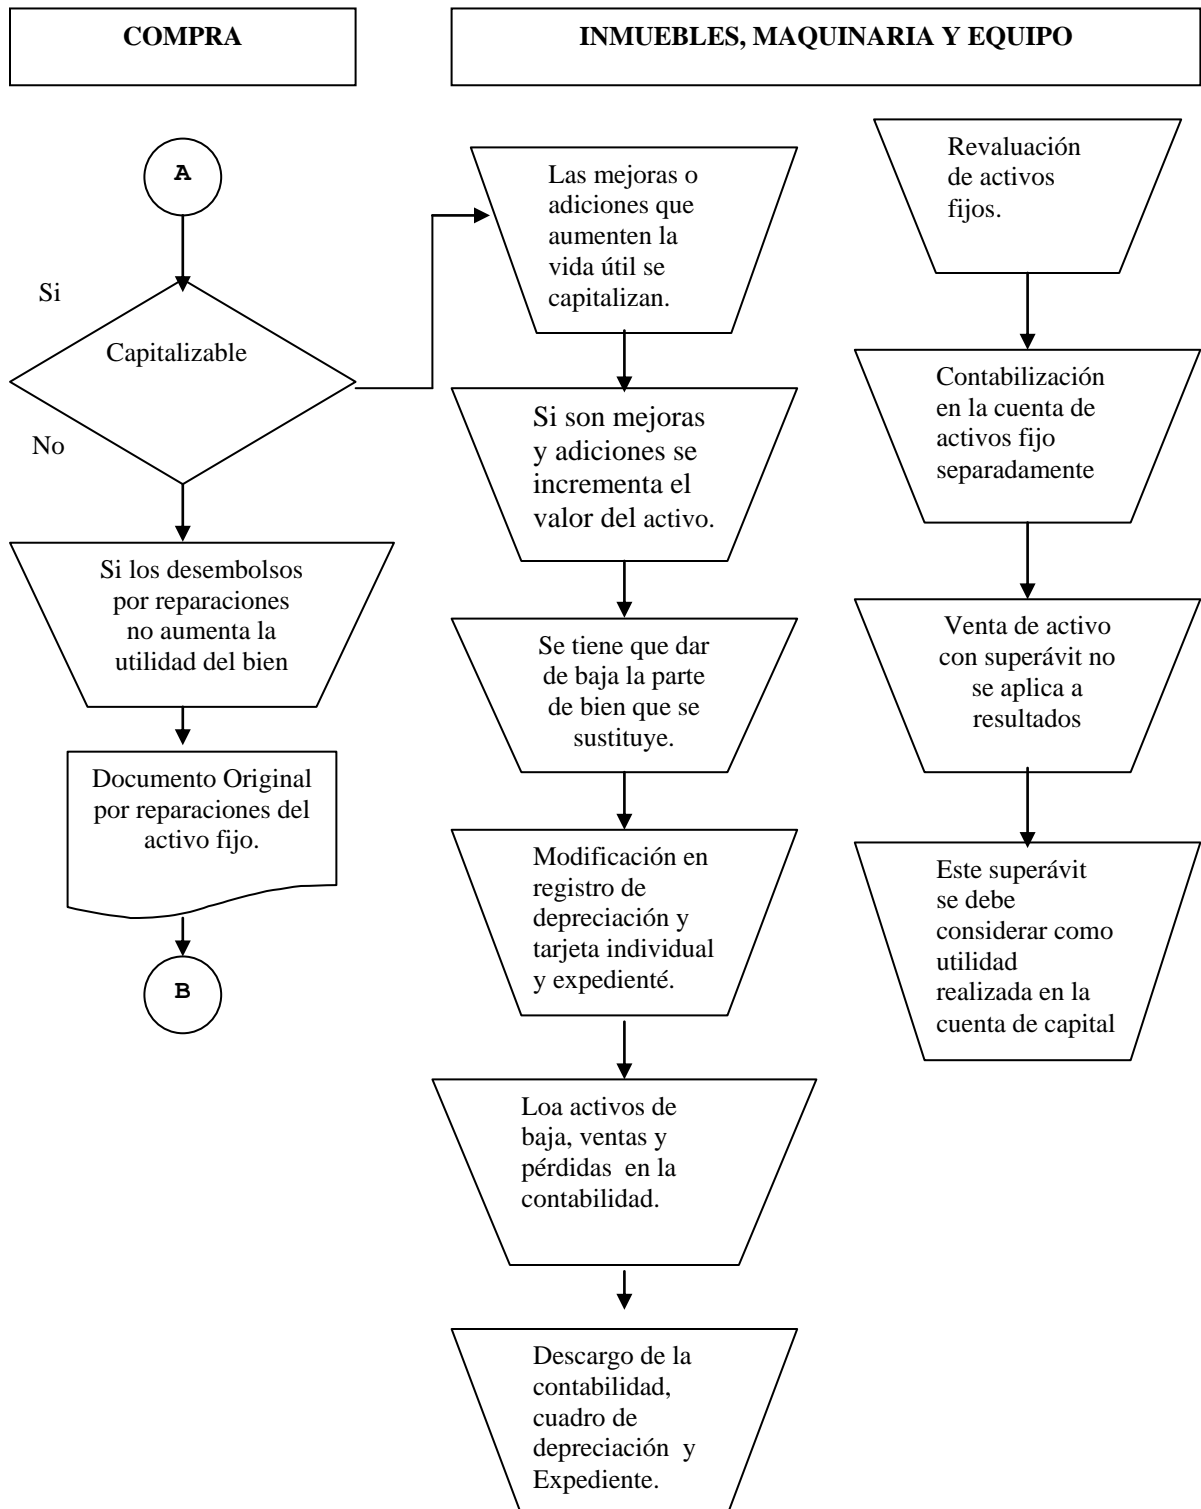 COMPRA
INMUEBLES, MAQUINARIA Y EQUIPO
A
Si
Capitalizable
No
Si los desembolsos
por reparaciones
no aumenta la
utilidad del bien
Documento Original
por reparaciones del
activo fijo.
B
Las mejoras o
adiciones que
aumenten la
vida útil se
capitalizan.
Si son mejoras
y adiciones se
incrementa el
valor del activo.
Se tiene que dar
de baja la parte
de bien que se
sustituye.
Modificación en
registro de
depreciación y
tarjeta individual
y expedienté.
Loa activos de
baja, ventas y
pérdidas en la
contabilidad.
Descargo de la
contabilidad,
cuadro de
depreciación y
Expediente.
Revaluación
de activos
fijos.
Contabilización
en la cuenta de
activos fijo
separadamente
Venta de activo
con superávit no
se aplica a
resultados
Este superávit
se debe
considerar como
utilidad
realizada en la
cuenta de capital